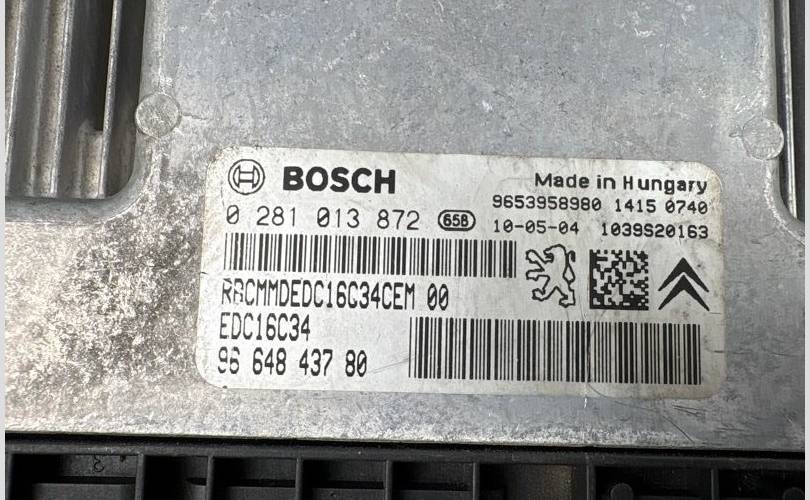 BOSCH
Made in Hungary
9653958980 1415 0740
0 281 013 872 65B
10-05-04 1039S20163
RBCMMDEDC16C34CEM 00
EDC16C34
96 648 437 80